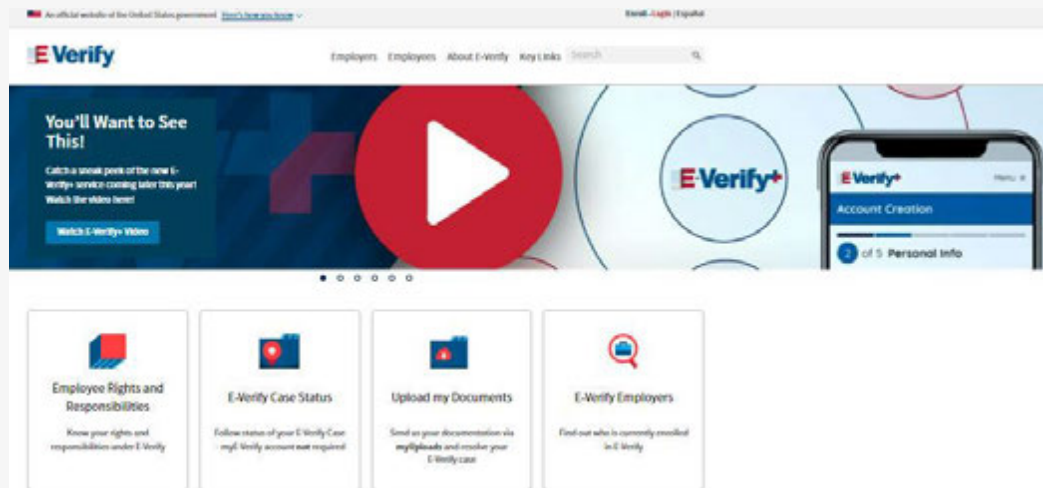 An official website of the United States government Here's how you know
Enroll Login | Español
E-Verify
Employers Employees About E-Verify Key Links Search
You'll Want to See
This!
Catch a sneak peek of the new E-
Verify+ service coming later this year!
Watch the video here!
Watch E-Verify+ Video
E-Verify+
E-Verify+ Menu
Account Creation
2 of 5 Personal Info
Employee Rights and
Responsibilities
Know your rights and
responsibilities under E-Verify
E-Verify Case Status
Follow status of your E-Verify Case
- myE-Verify account not required
Upload my Documents
Send us your documentation via
myUploads and resolve your
E-Verify case
E-Verify Employers
Find out who is currently enrolled
in E-Verify